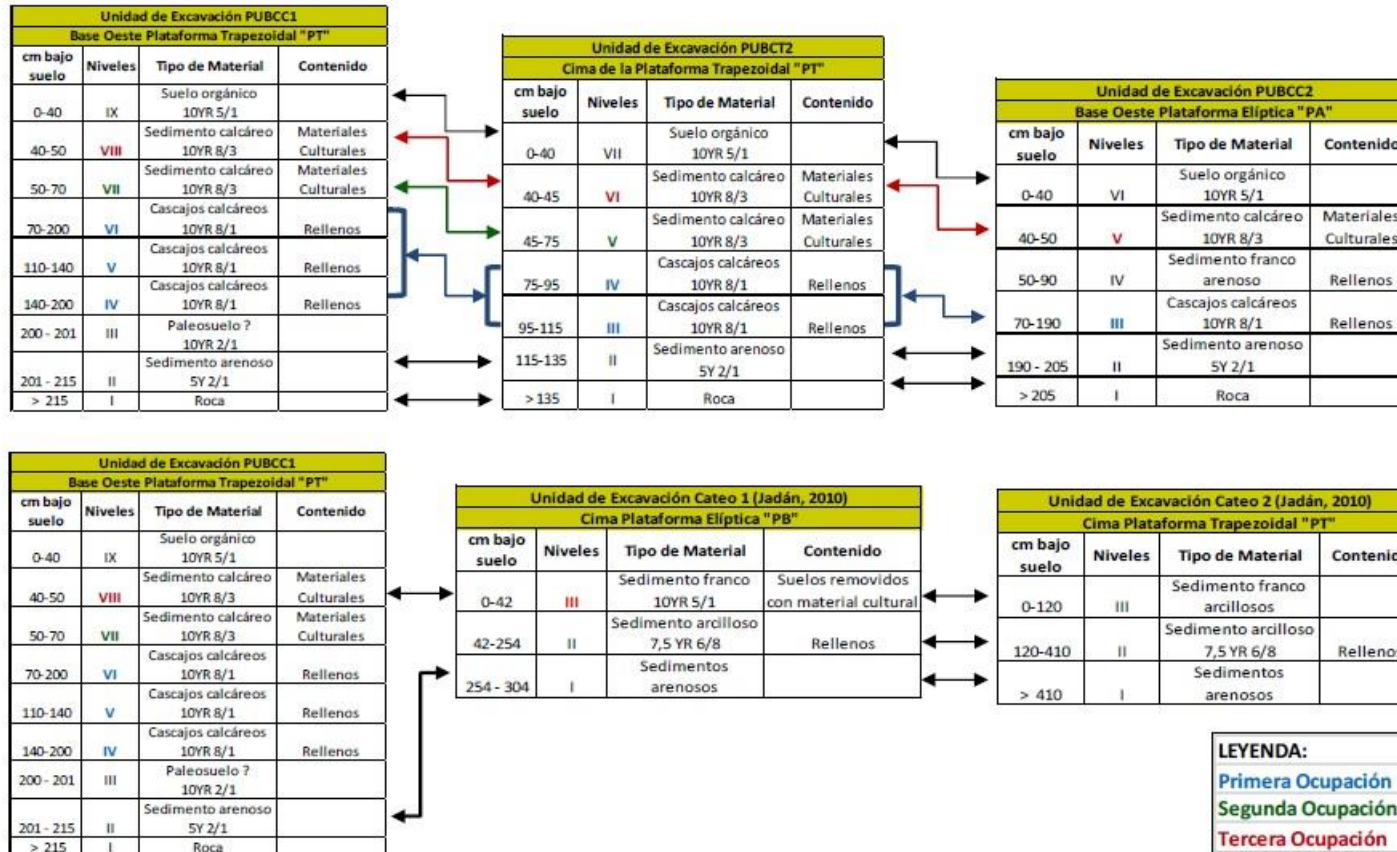 Unidad de Excavación PUBCC1
Base Oeste Plataforma Trapezoidal "PT"
cm bajo suelo Niveles Tipo de Material Contenido
0-40 IX Suelo orgánico 10YR 5/1
40-50 VIII Sedimento calcáreo 10YR 8/3 Materiales Culturales
50-70 VII Sedimento calcáreo 10YR 8/3 Materiales Culturales
70-200 VI Cascajos calcáreos 10YR 8/1 Rellenos
110-140 V Cascajos calcáreos 10YR 8/1 Rellenos
140-200 IV Cascajos calcáreos 10YR 8/1 Rellenos
200 - 201 III Paleosuelo ? 10YR 2/1
201 - 215 II Sedimento arenoso 5Y 2/1
> 215 I Roca
Unidad de Excavación PUBCT2
Cima de la Plataforma Trapezoidal "PT"
cm bajo suelo Niveles Tipo de Material Contenido
0-40 VII Suelo orgánico 10YR 5/1
40-45 VI Sedimento calcáreo 10YR 8/3 Materiales Culturales
45-75 V Sedimento calcáreo 10YR 8/3 Materiales Culturales
75-95 IV Cascajos calcáreos 10YR 8/1 Rellenos
95-115 III Cascajos calcáreos 10YR 8/1 Rellenos
115-135 II Sedimento arenoso 5Y 2/1
> 135 I Roca
Unidad de Excavación PUBCC2
Base Oeste Plataforma Elíptica "PA"
cm bajo suelo Niveles Tipo de Material Contenido
0-40 VI Suelo orgánico 10YR 5/1
40-50 V Sedimento calcáreo 10YR 8/3 Materiales Culturales
50-90 IV Sedimento franco arenoso Rellenos
70-190 III Cascajos calcáreos 10YR 8/1 Rellenos
190 - 205 II Sedimento arenoso 5Y 2/1
> 205 I Roca
Unidad de Excavación PUBCC1
Base Oeste Plataforma Trapezoidal "PT"
cm bajo suelo Niveles Tipo de Material Contenido
0-40 IX Suelo orgánico 10YR 5/1
40-50 VIII Sedimento calcáreo 10YR 8/3 Materiales Culturales
50-70 VII Sedimento calcáreo 10YR 8/3 Materiales Culturales
70-200 VI Cascajos calcáreos 10YR 8/1 Rellenos
110-140 V Cascajos calcáreos 10YR 8/1 Rellenos
140-200 IV Cascajos calcáreos 10YR 8/1 Rellenos
200 - 201 III Paleosuelo ? 10YR 2/1
201 - 215 II Sedimento arenoso 5Y 2/1
> 215 I Roca
Unidad de Excavación Cateo 1 (Jadán, 2010)
Cima Plataforma Elíptica "PB"
cm bajo suelo Niveles Tipo de Material Contenido
0-42 III Sedimento franco 10YR 5/1 Suelos removidos con material cultural
42-254 II Sedimento arcilloso 7,5 YR 6/8 Rellenos
254 - 304 I Sedimentos arenosos
Unidad de Excavación Cateo 2 (Jadán, 2010)
Cima Plataforma Trapezoidal "PT"
cm bajo suelo Niveles Tipo de Material Contenido
0-120 III Sedimento franco arcillosos
120-410 II Sedimento arcilloso 7,5 YR 6/8 Rellenos
> 410 I Sedimentos arenosos
LEYENDA:
Primera Ocupación
Segunda Ocupación
Tercera Ocupación